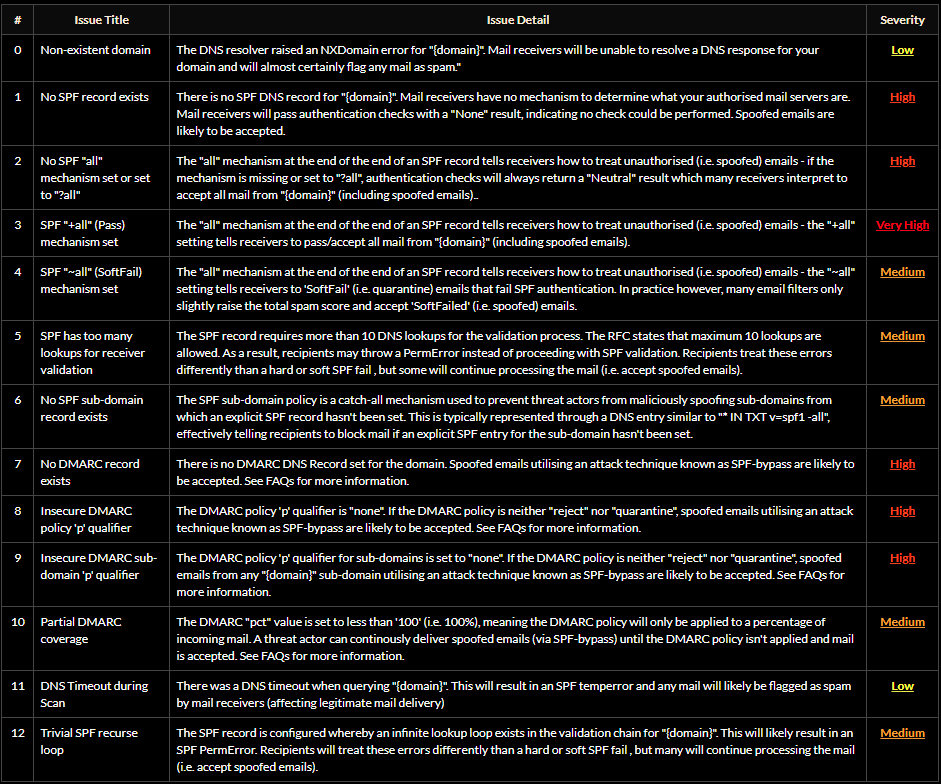 # Issue Title Issue Detail Severity
0 Non-existent domain The DNS resolver raised an NXDomain error for "{domain}". Mail receivers will be unable to resolve a DNS response for your Low
domain and will almost certainly flag any mail as spam."
1 No SPF record exists There is no SPF DNS record for "{domain}". Mail receivers have no mechanism to determine what your authorised mail servers are. High
Mail receivers will pass authentication checks with a "None" result, indicating no check could be performed. Spoofed emails are
likely to be accepted.
2 No SPF "all" The "all" mechanism at the end of the end of an SPF record tells receivers how to treat unauthorised (i.e. spoofed) emails - if the High
mechanism set or set mechanism is missing or set to "?all", authentication checks will always return a "Neutral" result which many receivers interpret to
to "?all" accept all mail from "{domain}" (including spoofed emails)..
3 SPF "+all" (Pass) The "all" mechanism at the end of the end of an SPF record tells receivers how to treat unauthorised (i.e. spoofed) emails - the "+all" Very High
mechanism set setting tells receivers to pass/accept all mail from "{domain}" (including spoofed emails).
4 SPF "~all" (SoftFail) The "all" mechanism at the end of the end of an SPF record tells receivers how to treat unauthorised (i.e. spoofed) emails - the "~all" Medium
mechanism set setting tells receivers to 'SoftFail' (i.e. quarantine) emails that fail SPF authentication. In practice however, many email filters only
slightly raise the total spam score and accept 'SoftFailed' (i.e. spoofed) emails.
5 SPF has too many The SPF record requires more than 10 DNS lookups for the validation process. The RFC states that maximum 10 lookups are Medium
lookups for receiver allowed. As a result, recipients may throw a PermError instead of proceeding with SPF validation. Recipients treat these errors
validation differently than a hard or soft SPF fail , but some will continue processing the mail (i.e. accept spoofed emails).
6 No SPF sub-domain The SPF sub-domain policy is a catch-all mechanism used to prevent threat actors from maliciously spoofing sub-domains from Medium
record exists which an explicit SPF record hasn't been set. This is typically represented through a DNS entry similar to "* IN TXT v=spf1 -all",
effectively telling recipients to block mail if an explicit SPF entry for the sub-domain hasn't been set.
7 No DMARC record There is no DMARC DNS Record set for the domain. Spoofed emails utilising an attack technique known as SPF-bypass are likely to High
exists be accepted. See FAQs for more information.
8 Insecure DMARC The DMARC policy 'p' qualifier is "none". If the DMARC policy is neither "reject" nor "quarantine", spoofed emails utilising an attack High
policy 'p' qualifier technique known as SPF-bypass are likely to be accepted. See FAQs for more information.
9 Insecure DMARC sub- The DMARC policy 'p' qualifier for sub-domains is set to "none". If the DMARC policy is neither "reject" nor "quarantine", spoofed High
domain 'p' qualifier emails from any "{domain}" sub-domain utilising an attack technique known as SPF-bypass are likely to be accepted. See FAQs for
more information.
10 Partial DMARC The DMARC "pct" value is set to less than '100' (i.e. 100%), meaning the DMARC policy will only be applied to a percentage of Medium
coverage incoming mail. A threat actor can continously deliver spoofed emails (via SPF-bypass) until the DMARC policy isn't applied and mail
is accepted. See FAQs for more information.
11 DNS Timeout during There was a DNS timeout when querying "{domain}". This will result in an SPF temperror and any mail will likely be flagged as spam Low
Scan by mail receivers (affecting legitimate mail delivery)
12 Trivial SPF recurse The SPF record is configured whereby an infinite lookup loop exists in the validation chain for "{domain}". This will likely result in an Medium
loop SPF PermError. Recipients will treat these errors differently than a hard or soft SPF fail , but many will continue processing the mail
(i.e. accept spoofed emails).